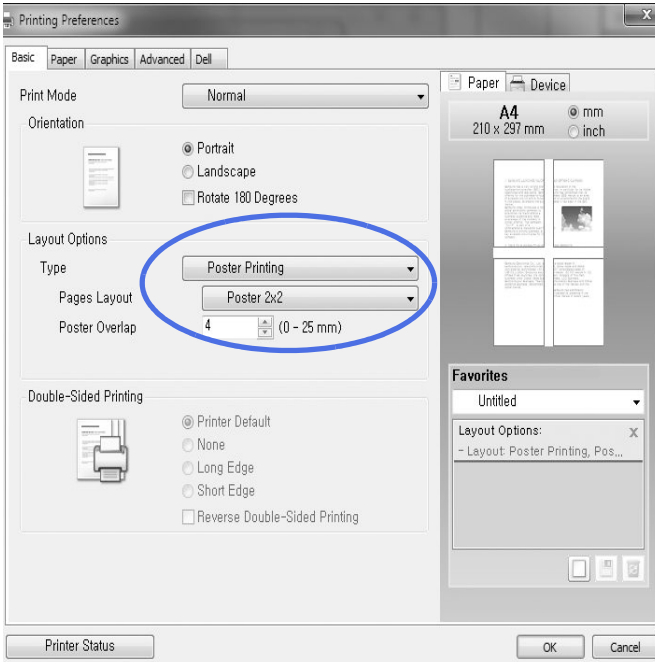 Printing Preferences
X
Basic Paper Graphics Advanced Dell
Print Mode Normal
Orientation
Portrait
Landscape
Rotate 180 Degrees
Layout Options
Type Poster Printing
Pages Layout Poster 2x2
Poster Overlap 4 (0 - 25 mm)
Double-Sided Printing
Printer Default
None
Long Edge
Short Edge
Reverse Double-Sided Printing
Paper Device
A4
210 x 297 mm
mm
inch
Favorites
Untitled
Layout Options: X
- Layout: Poster Printing, Pos,,,
Printer Status OK Cancel